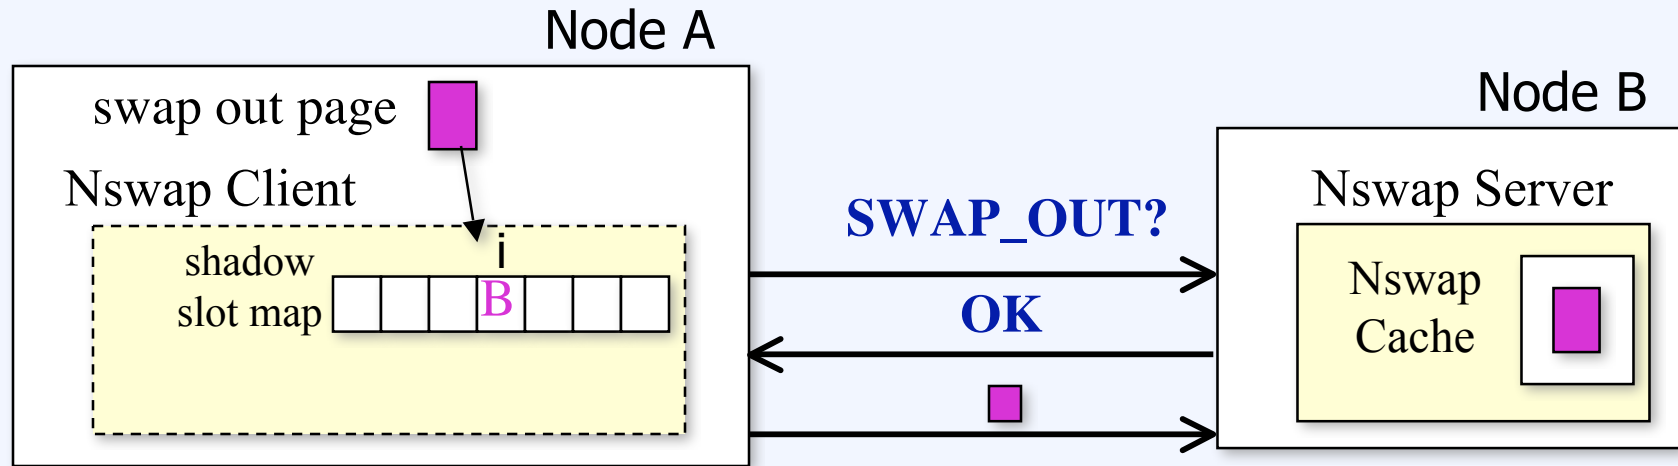 Node A
swap out page
Nswap Client
i
shadow
slot map
B
SWAP_OUT?
OK
Node B
Nswap Server
Nswap
Cache